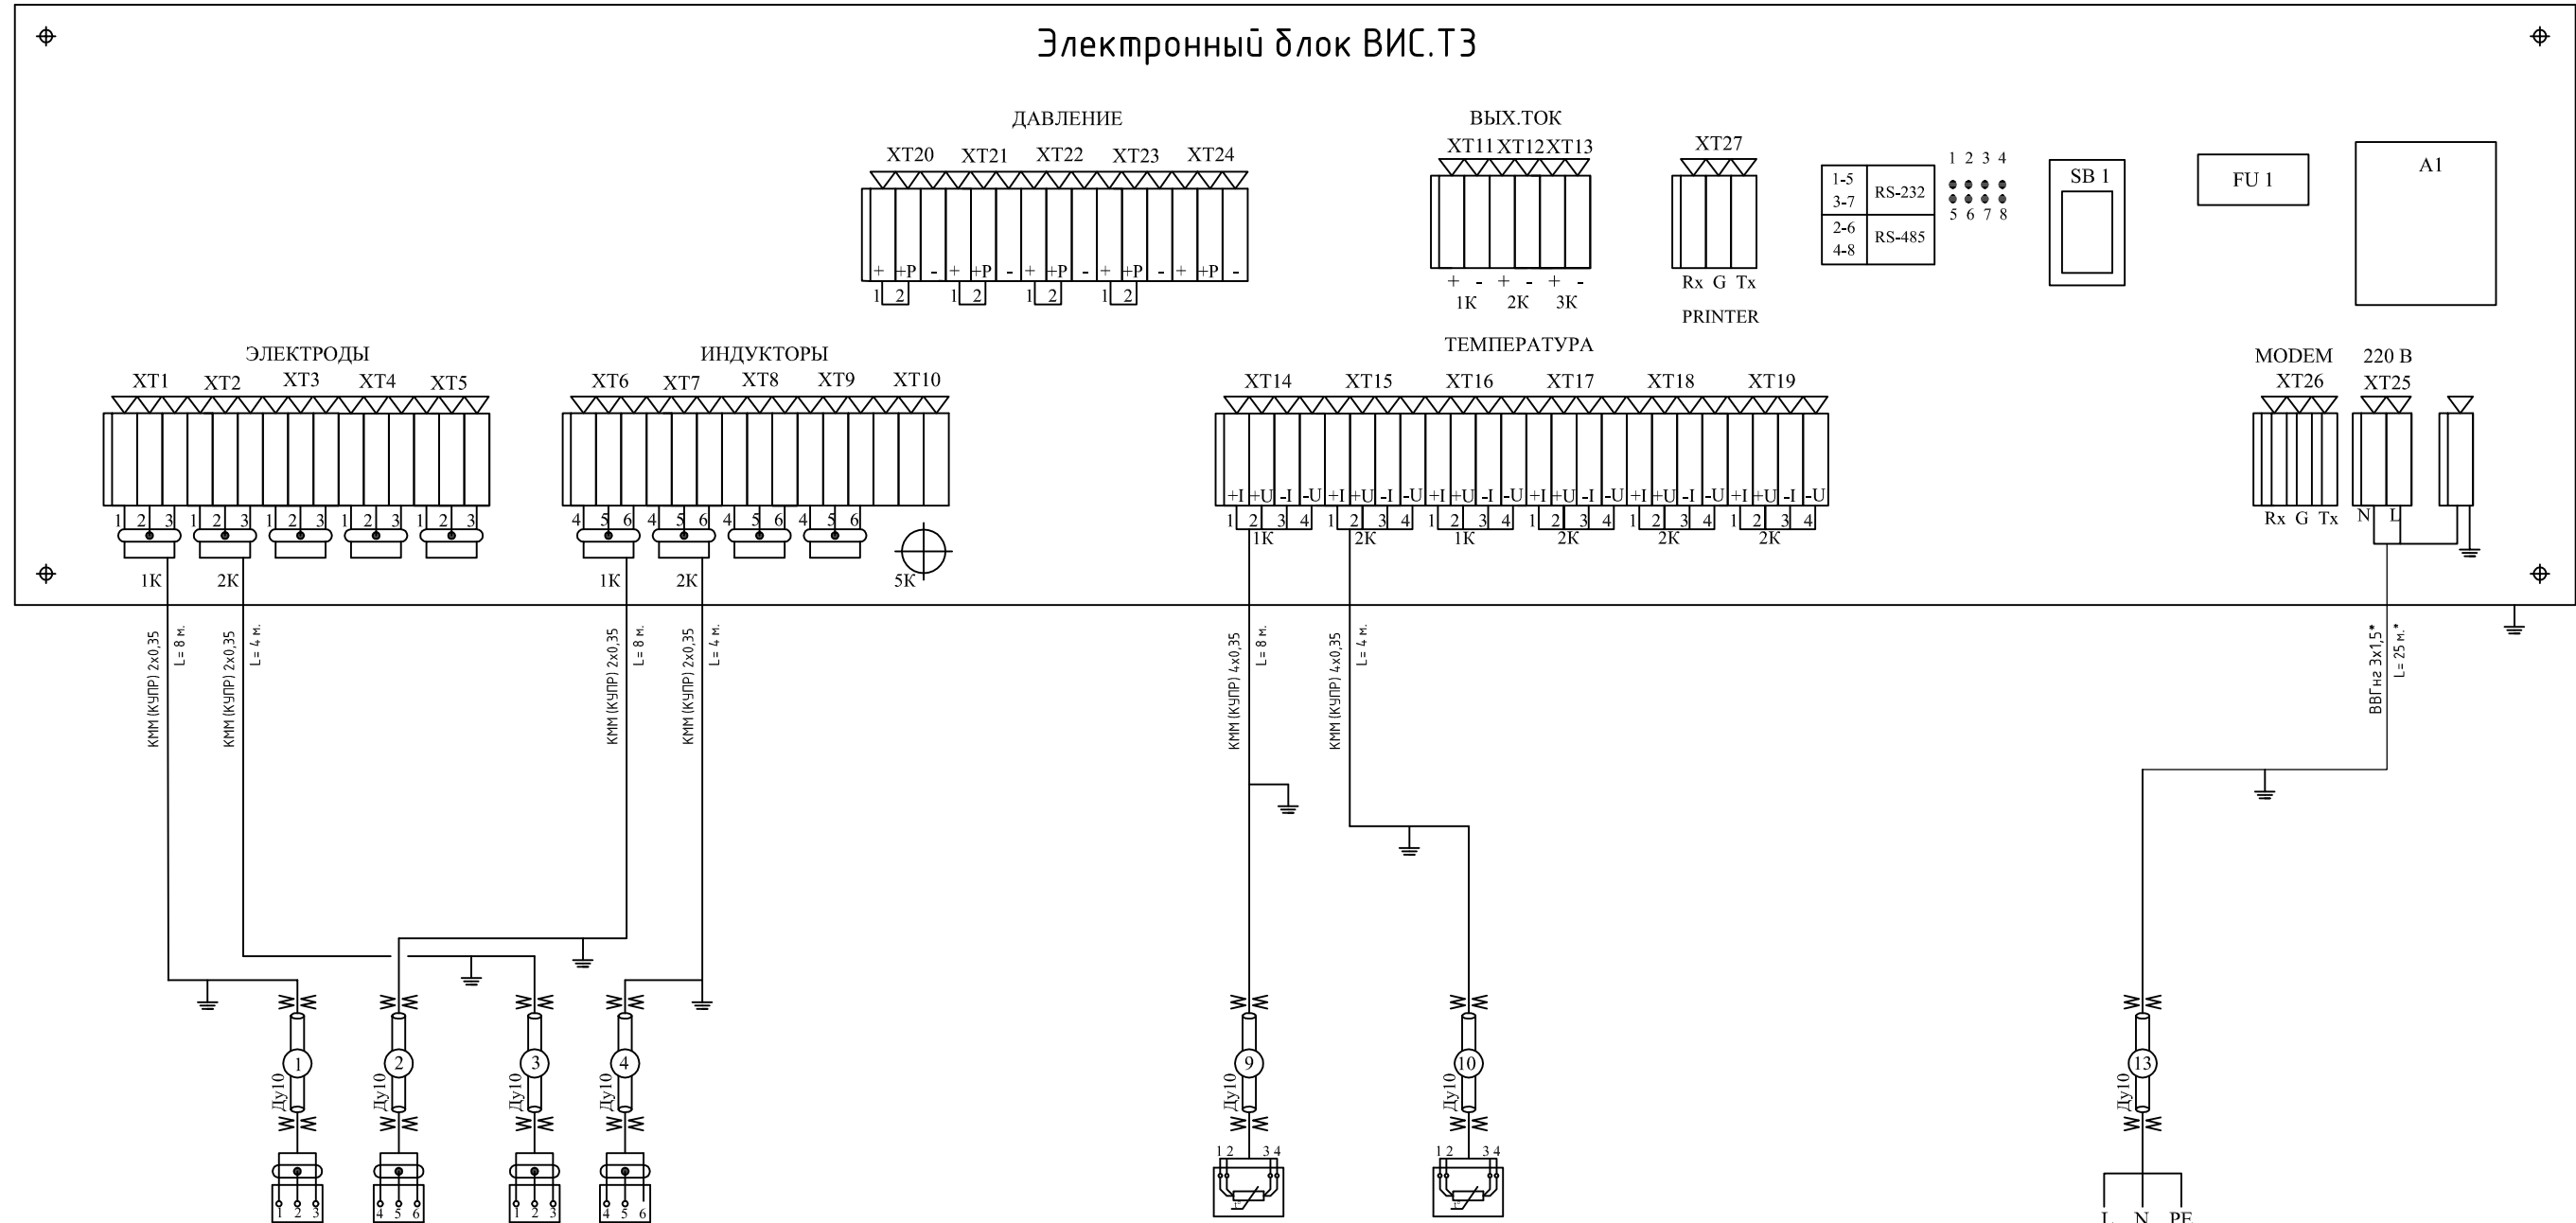 Электронный блок ВИС.ТЗ
ДАВЛЕНИЕ
XT20 XT21 XT22 XT23 XT24
+ +P - + +P - + +P - + +P - + +P -
1 2 1 2 1 2 1 2
ВЫХ.ТОК
XT11 XT12 XT13
+ - + - + -
1К 2К 3К
XT27
Rx G Tx
PRINTER
1-5
3-7
RS-232
2-6
4-8
RS-485
1 2 3 4
5 6 7 8
SB 1
FU 1
A1
ЭЛЕКТРОДЫ
XT1 XT2 XT3 XT4 XT5
1 2 3 1 2 3 1 2 3 1 2 3 1 2 3
1К 2К
ИНДУКТОРЫ
XT6 XT7 XT8 XT9 XT10
4 5 6 4 5 6 4 5 6 4 5 6
1К 2К 5К
ТЕМПЕРАТУРА
XT14 XT15 XT16 XT17 XT18 XT19
+I +U -I -U +I +U -I -U +I +U -I -U +I +U -I -U +I +U -I -U +I +U -I -U
1 2 3 4 1 2 3 4 1 2 3 4 1 2 3 4 1 2 3 4 1 2 3 4
1К 2К 1К 2К 2К 2К
MODEM
XT26
Rx G Tx
220 В
XT25
N L
КММ (КУПР) 2х0,35
L= 8 м.
КММ (КУПР) 2х0,35
L= 4 м.
КММ (КУПР) 2х0,35
L= 8 м.
КММ (КУПР) 2х0,35
L= 4 м.
КММ (КУПР) 4х0,35
L= 8 м.
КММ (КУПР) 4х0,35
L= 4 м.
ВВГнг 3х1,5*
L= 25 м.*
1 2 3 4 9 10 13
Ду10 Ду10 Ду10 Ду10 Ду10 Ду10 Ду10
1 2 3 4 1 2 3 4
1 2 3 4 5 6 1 2 3 4 5 6
L N PE